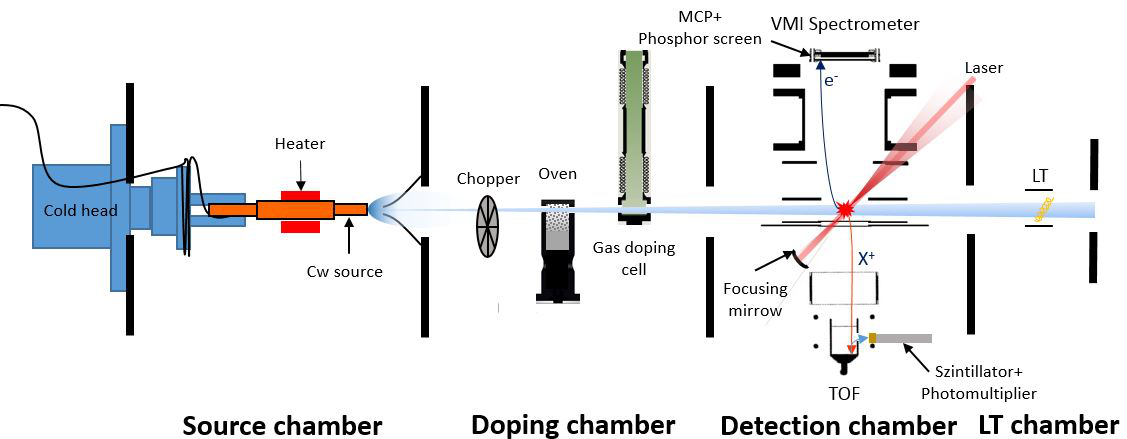 MCP+
Phosphor screen
VMI Spectrometer
Laser
e-
Heater
Chopper
Oven
LT
Cold head
Cw source
Gas doping
cell
X+
Focusing
mirrow
Szintillator+
Photomultiplier
TOF
Source chamber
Doping chamber
Detection chamber
LT chamber